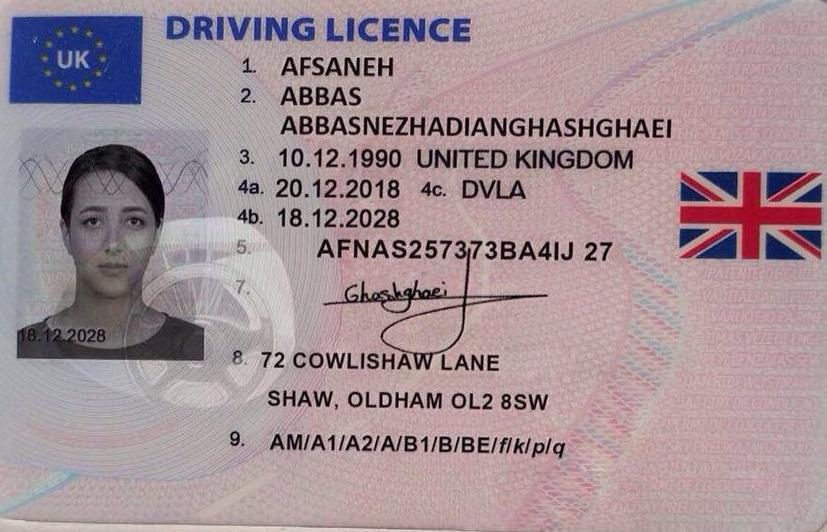 UK
DRIVING LICENCE
1. AFSANEH
2. ABBAS
ABBASNEZHADIANGHASHGHAEI
3. 10.12.1990 UNITED KINGDOM
4a. 20.12.2018 4c. DVLA
4b. 18.12.2028
5. AFNAS257373BA4IJ 27
7. Ghashghaei
18.12.2028
8. 72 COWLISHAW LANE
SHAW, OLDHAM OL2 8SW
9. AM/A1/A2/A/B1/B/BE/f/k/p/q